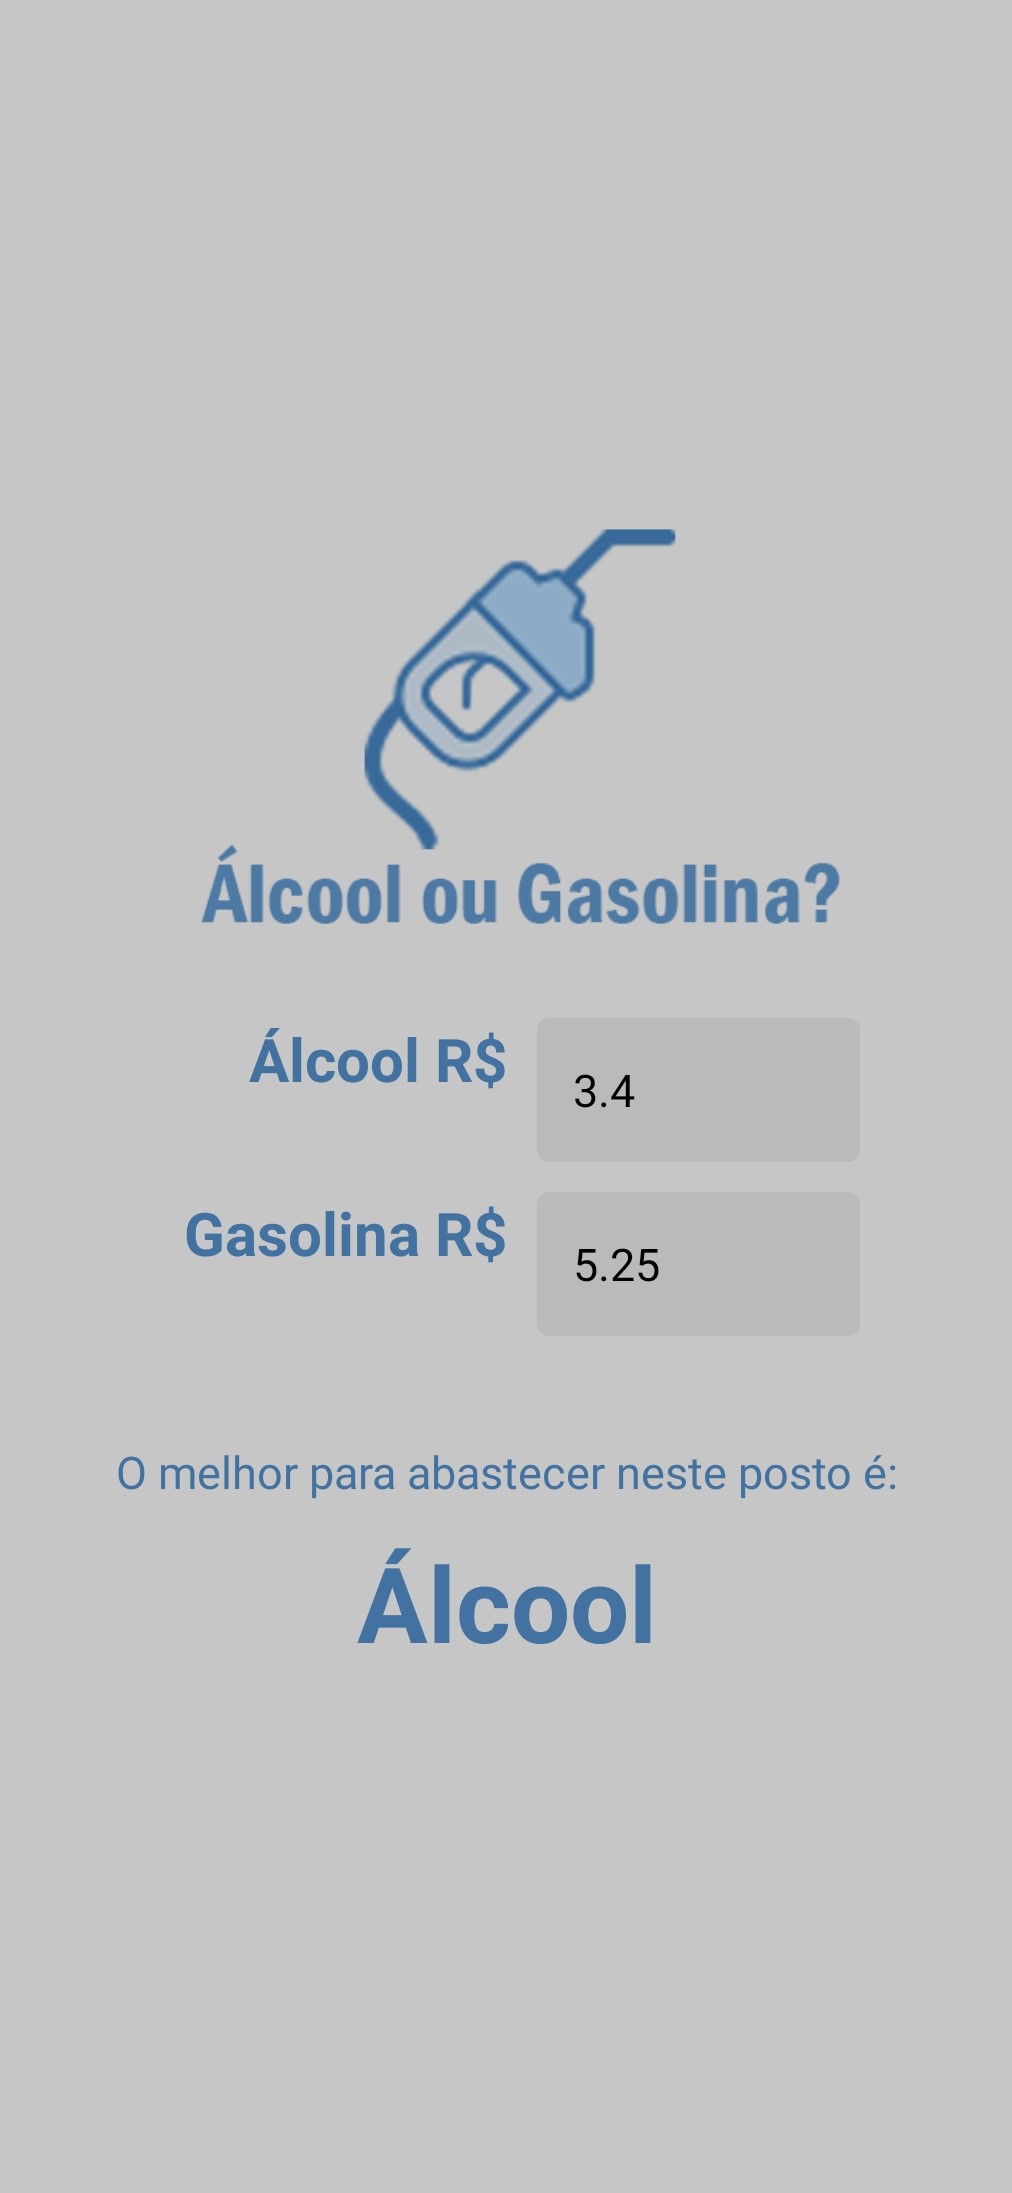 Álcool ou Gasolina?
Álcool R$ 3.4
Gasolina R$ 5.25
O melhor para abastecer neste posto é:
Álcool